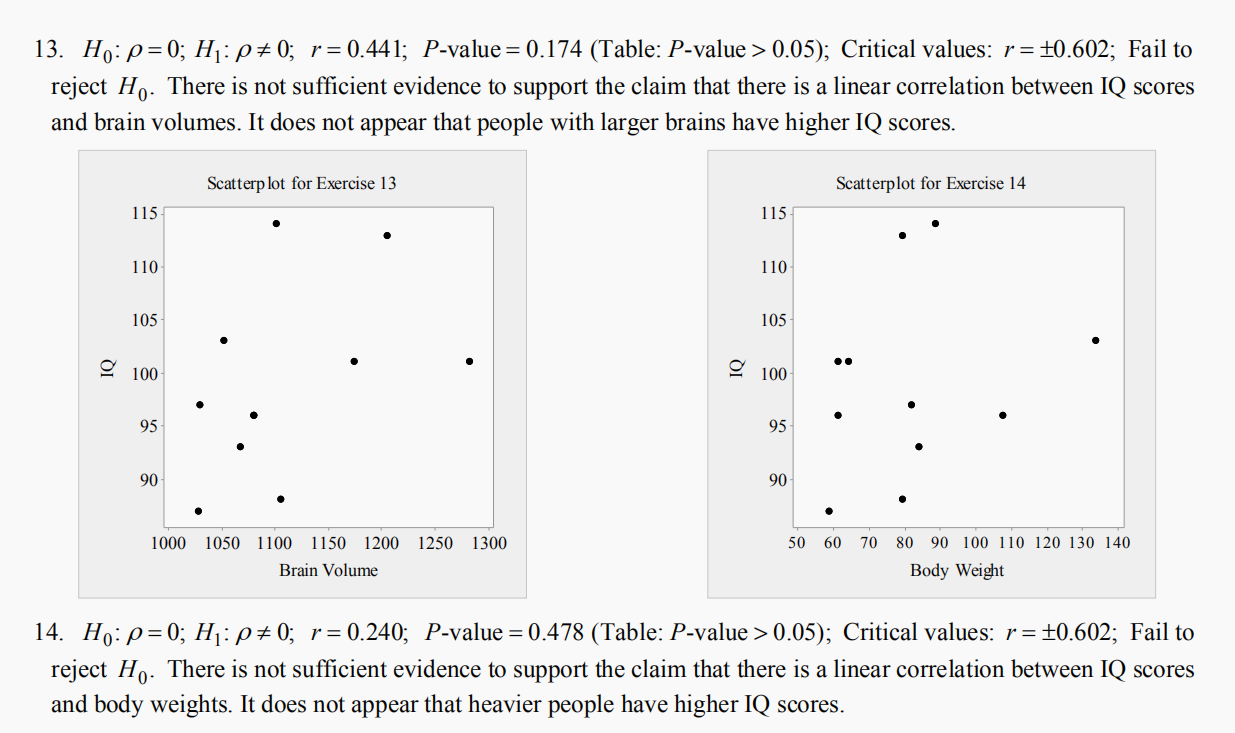 13. H₀: ρ = 0; H₁: ρ ≠ 0; r = 0.441; P-value = 0.174 (Table: P-value > 0.05); Critical values: r = ±0.602; Fail to
reject H₀. There is not sufficient evidence to support the claim that there is a linear correlation between IQ scores
and brain volumes. It does not appear that people with larger brains have higher IQ scores.
Scatterplot for Exercise 13
115
110
105
100
95
90
IQ
1000 1050 1100 1150 1200 1250 1300
Brain Volume
Scatterplot for Exercise 14
115
110
105
100
95
90
IQ
50 60 70 80 90 100 110 120 130 140
Body Weight
14. H₀: ρ = 0; H₁: ρ ≠ 0; r = 0.240; P-value = 0.478 (Table: P-value > 0.05); Critical values: r = ±0.602; Fail to
reject H₀. There is not sufficient evidence to support the claim that there is a linear correlation between IQ scores
and body weights. It does not appear that heavier people have higher IQ scores.